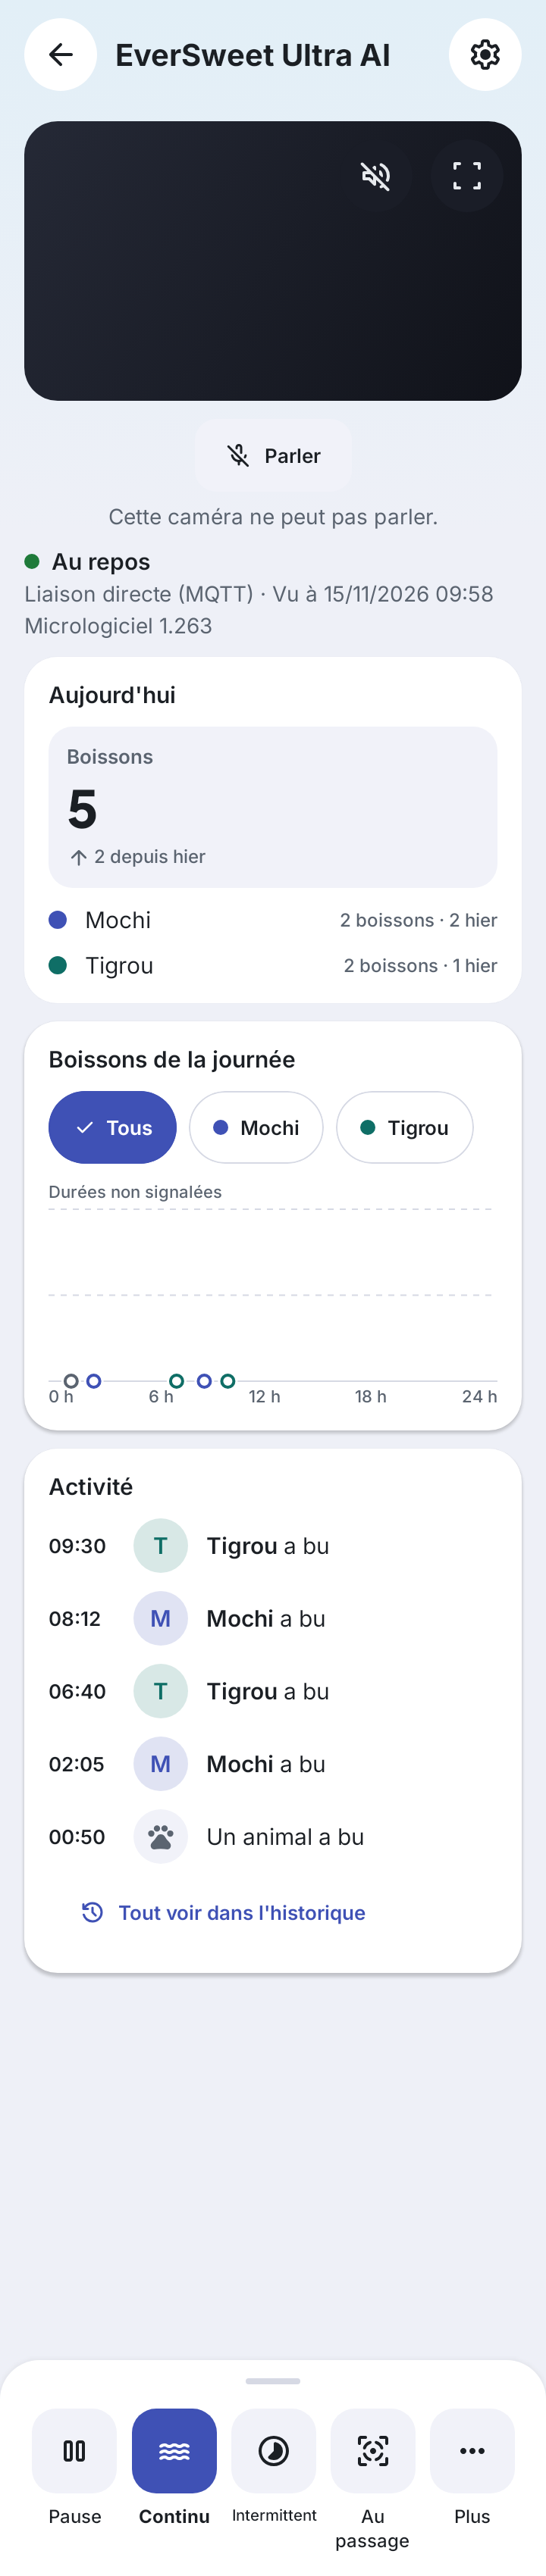 EverSweet Ultra AI
Parler
Cette caméra ne peut pas parler.
Au repos
Liaison directe (MQTT) · Vu à 15/11/2026 09:58
Micrologiciel 1.263
Aujourd'hui
Boissons
5
↑ 2 depuis hier
Mochi 2 boissons · 2 hier
Tigrou 2 boissons · 1 hier
Boissons de la journée
Tous Mochi Tigrou
Durées non signalées
0 h 6 h 12 h 18 h 24 h
Activité
09:30 T Tigrou a bu
08:12 M Mochi a bu
06:40 T Tigrou a bu
02:05 M Mochi a bu
00:50 Un animal a bu
Tout voir dans l'historique
Pause Continu Intermittent Au passage Plus